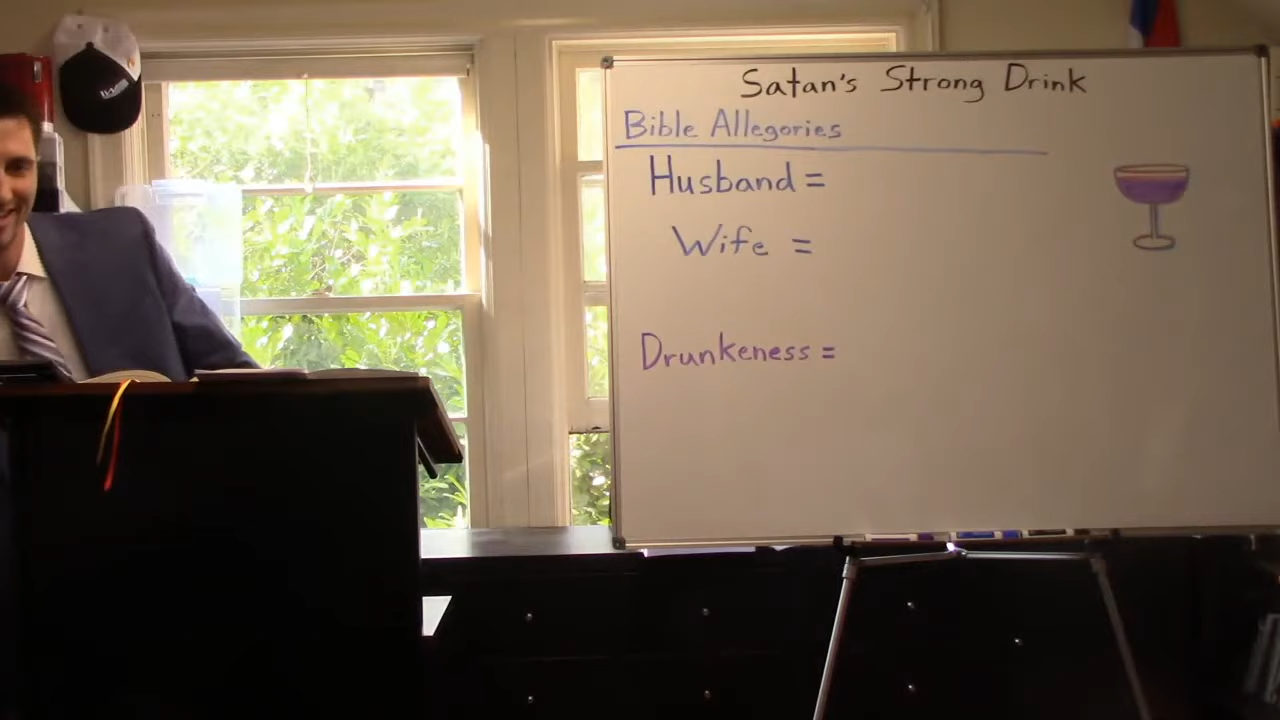 Satan's Strong Drink
Bible Allegories
Husband =
Wife =
Drunkeness =